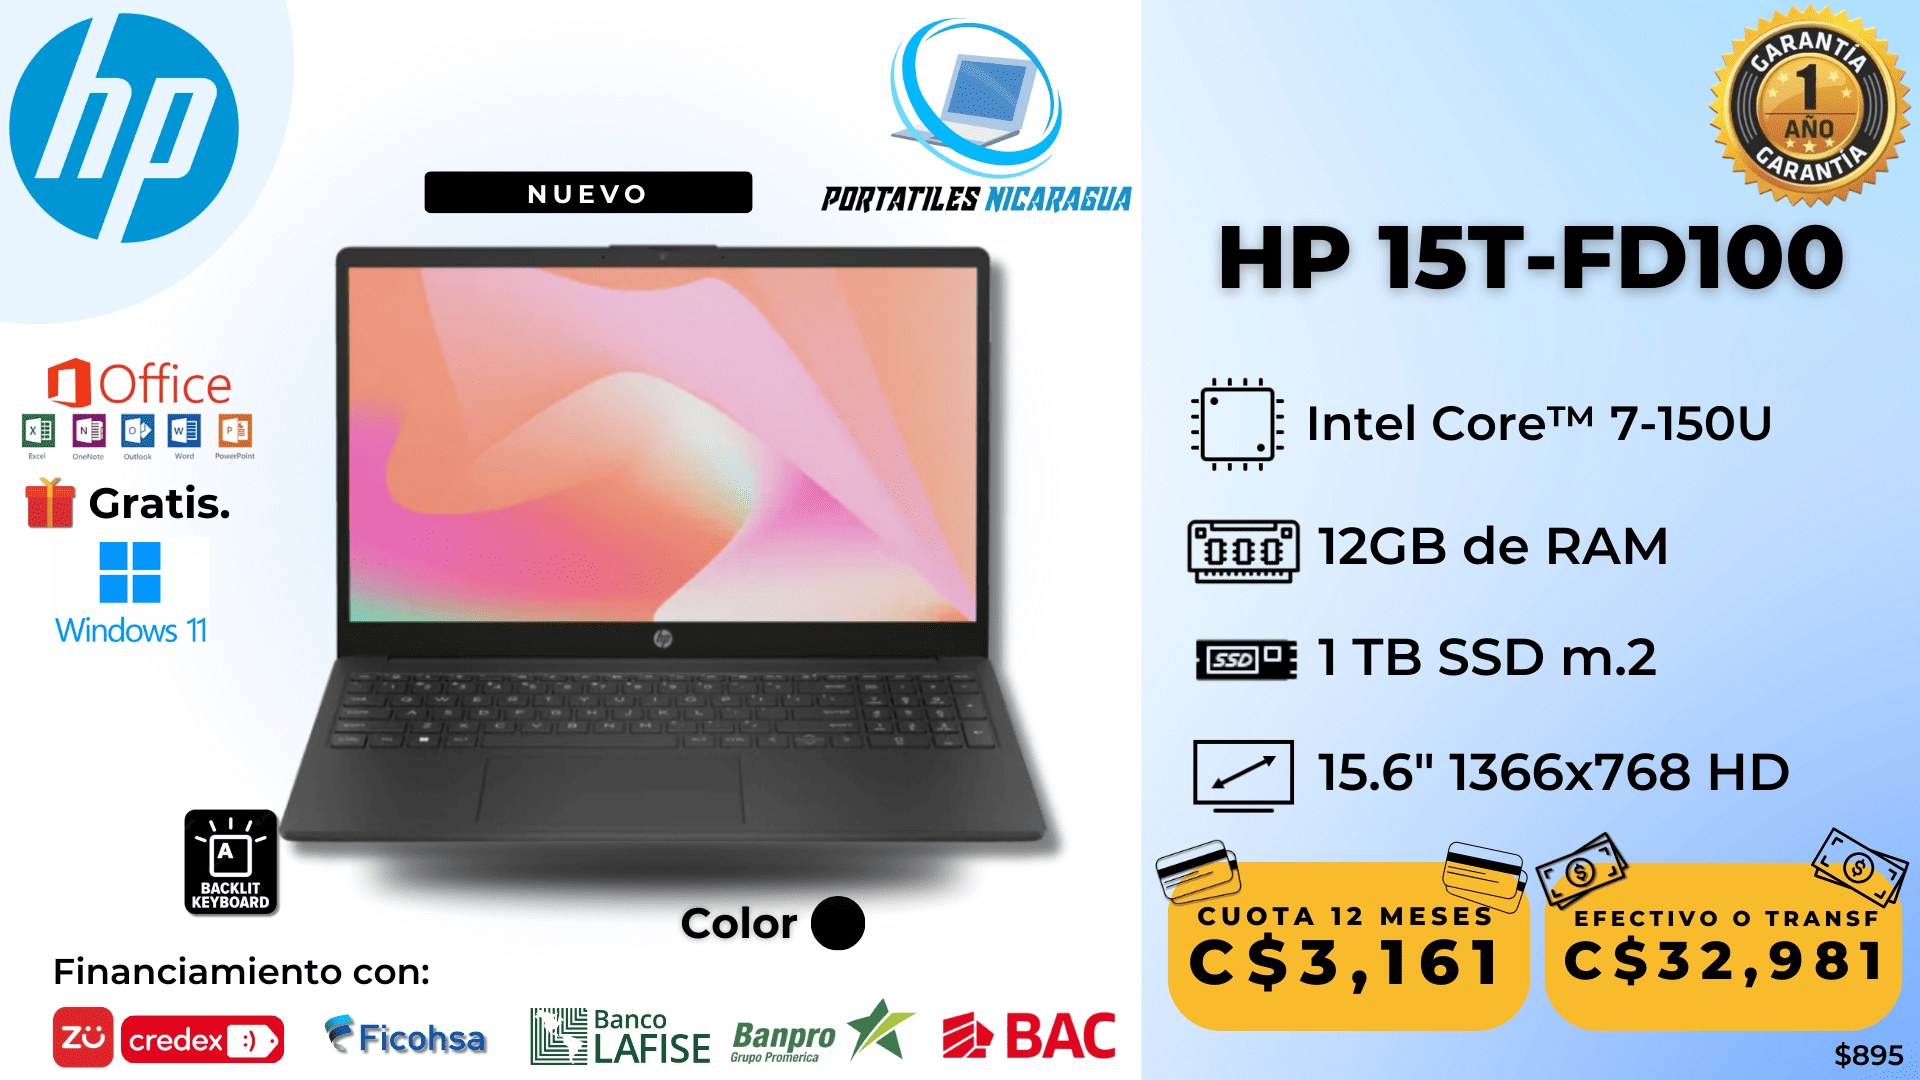 hp
NUEVO
PORTATILES NICARAGUA
GARANTÍA
1
AÑO
GARANTÍA
HP 15T-FD100
Office
Excel
OneNote
Outlook
Word
PowerPoint
Gratis.
Windows 11
Intel Core™ 7-150U
12GB de RAM
SSD
1 TB SSD m.2
15.6" 1366x768 HD
A
BACKLIT
KEYBOARD
Color
CUOTA 12 MESES
C$3,161
EFECTIVO O TRANSF
C$32,981
Financiamiento con:
zū
credex :)
Ficohsa
Banco
LAFISE
Banpro
Grupo Promerica
BAC
$895